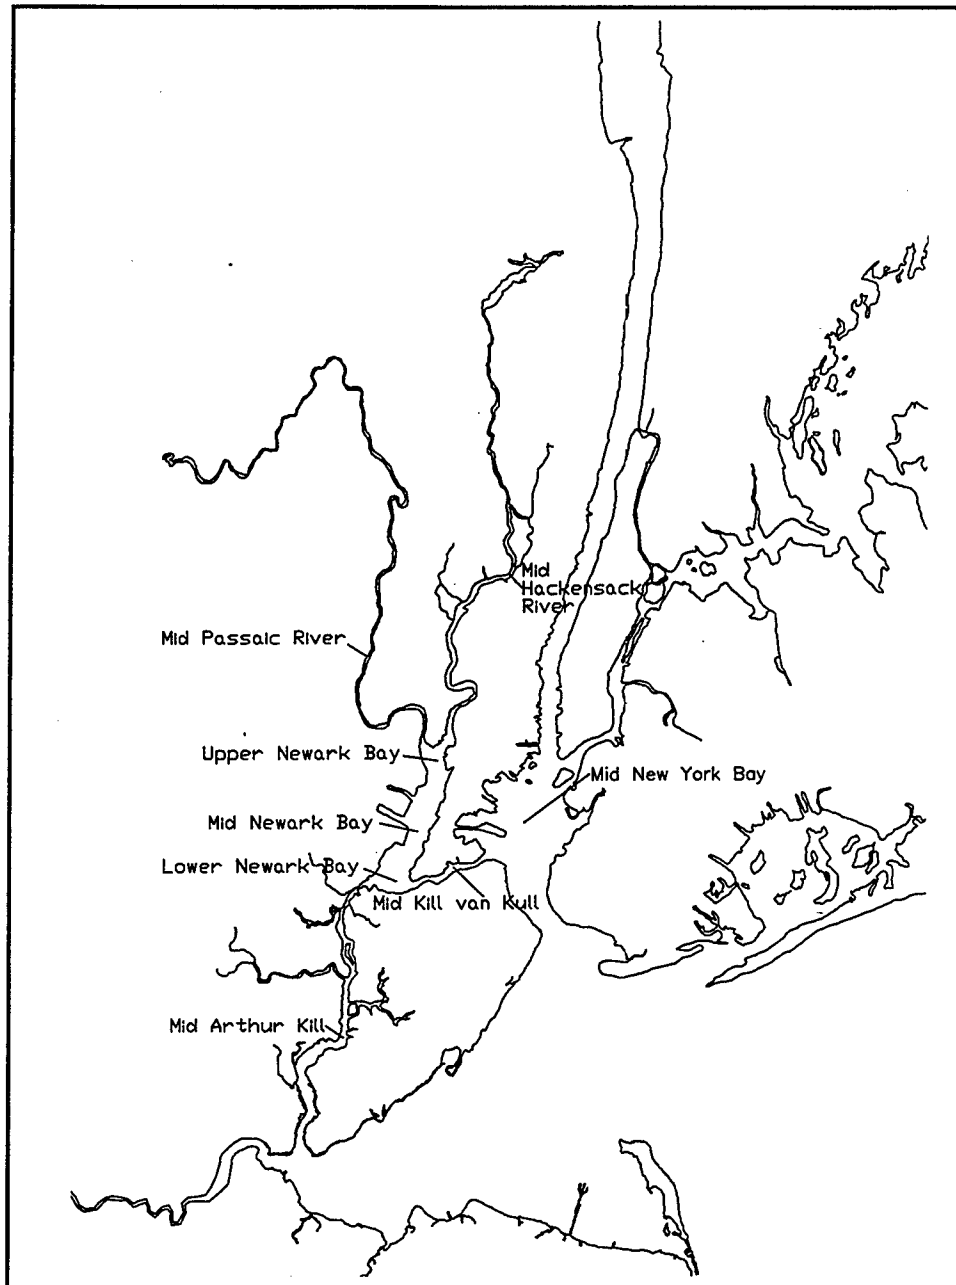 Mid
Hackensack
River
Mid Passaic River
Upper Newark Bay
Mid New York Bay
Mid Newark Bay
Lower Newark Bay
Mid Kill van Kull
Mid Arthur Kill